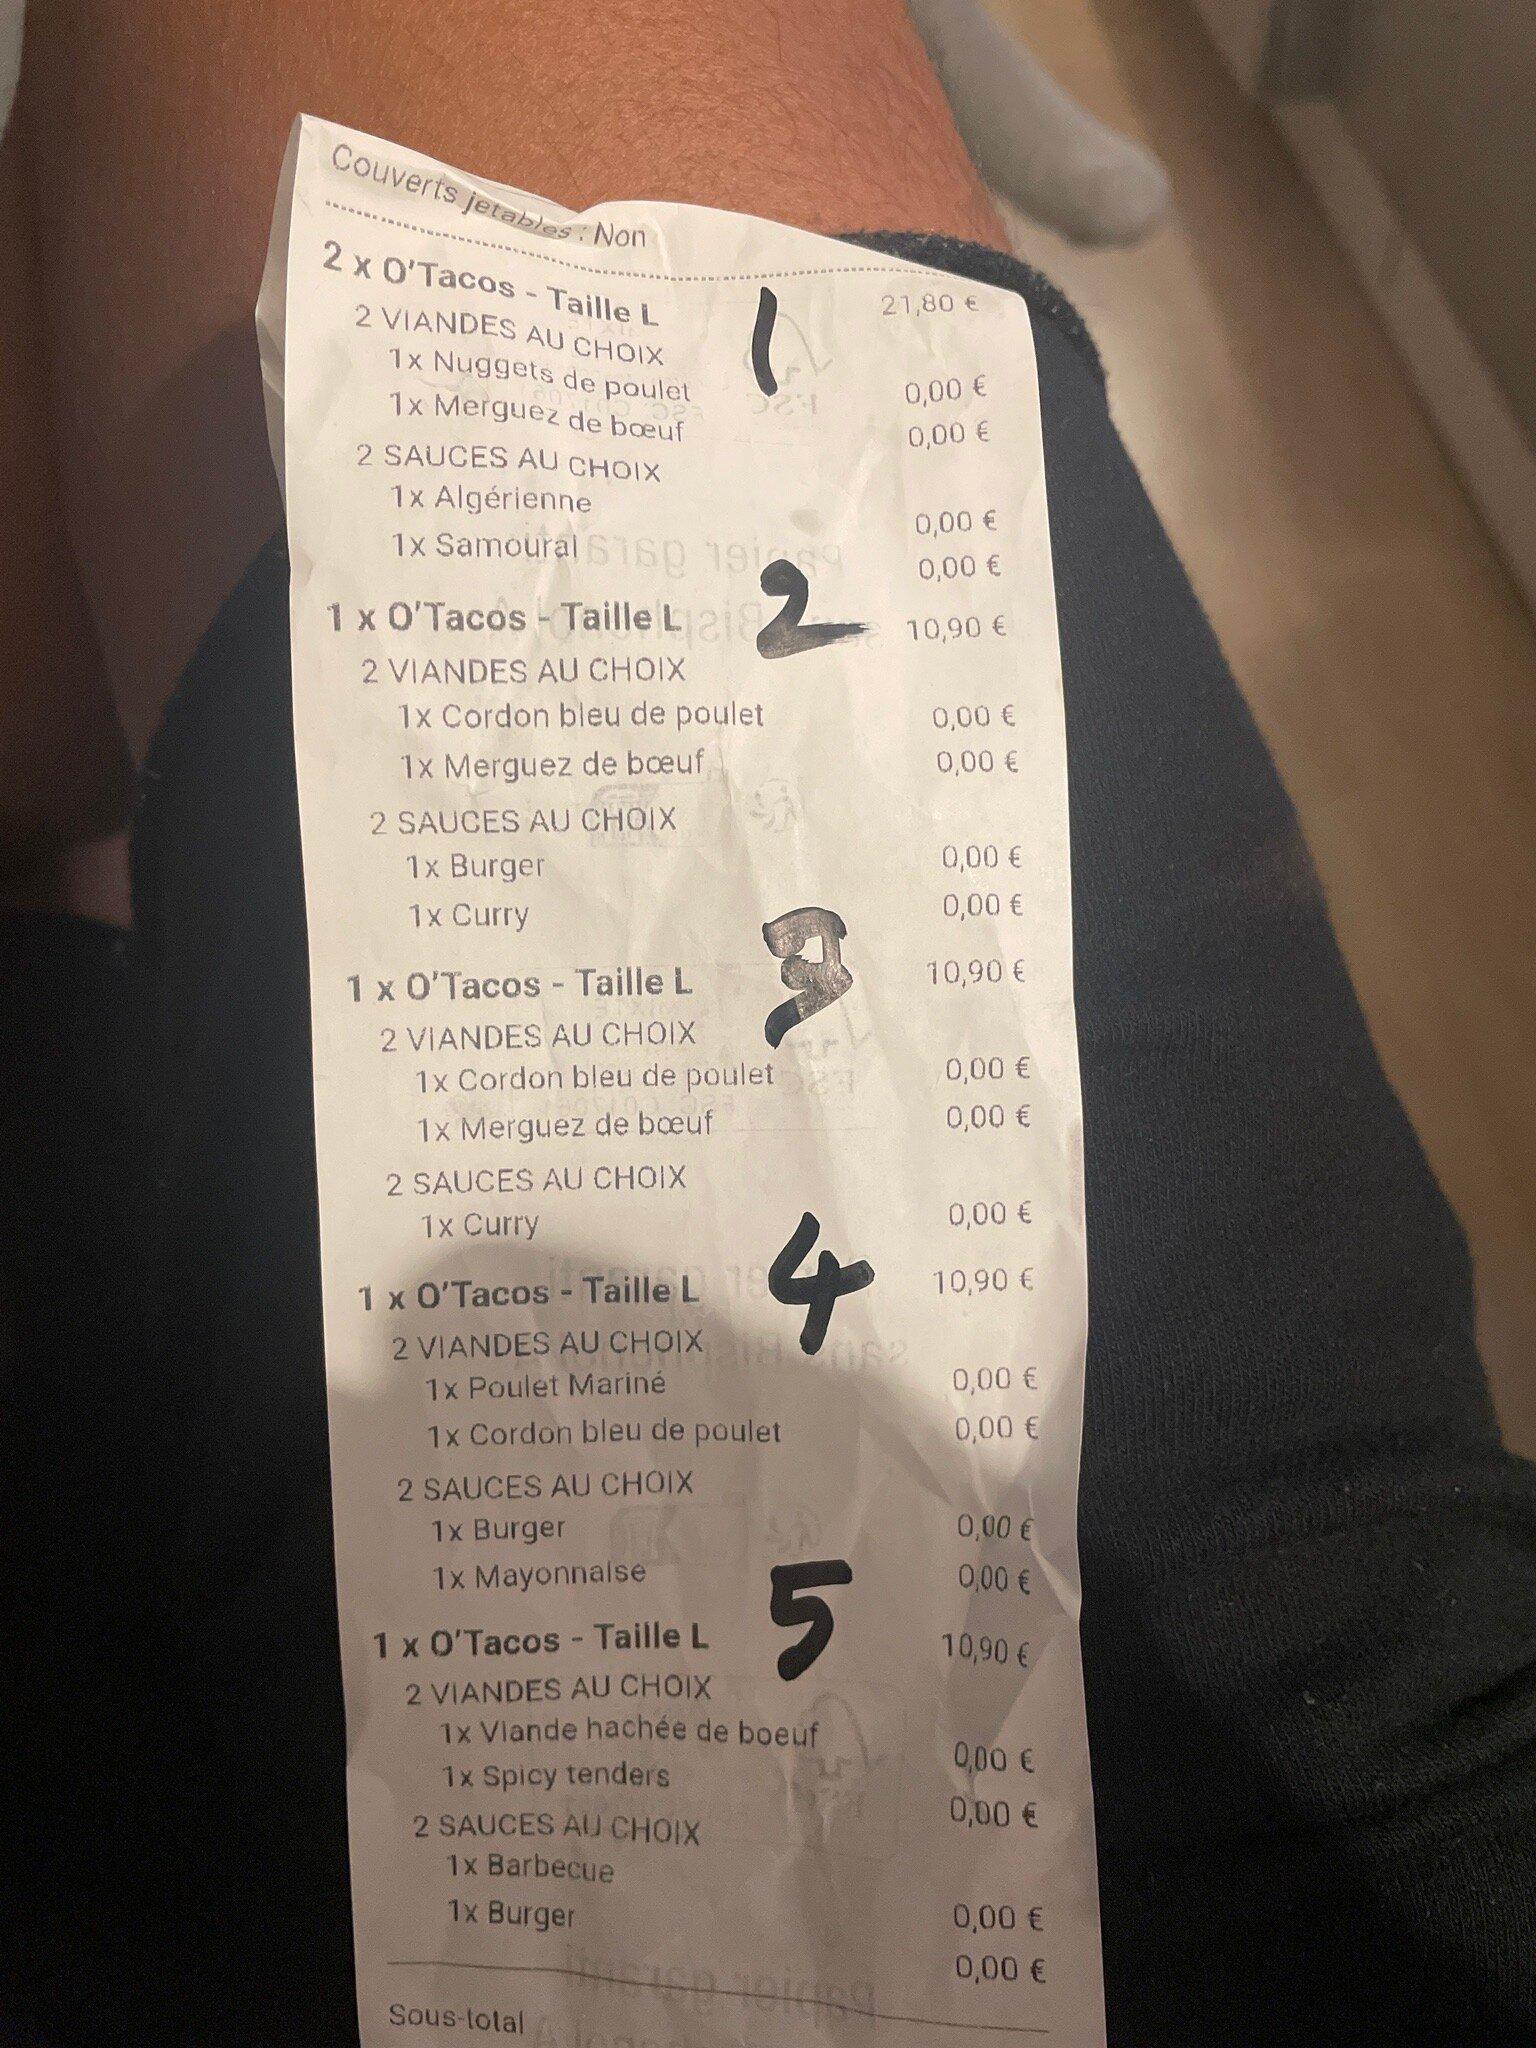 Couverts jetables : Non
2 x O'Tacos - Taille L 1 21,80 €
2 VIANDES AU CHOIX
1x Nuggets de poulet 0,00 €
1x Merguez de bœuf 0,00 €
2 SAUCES AU CHOIX
1x Algérienne 0,00 €
1x Samouraï 0,00 €
1 x O'Tacos - Taille L 2 10,90 €
2 VIANDES AU CHOIX
1x Cordon bleu de poulet 0,00 €
1x Merguez de bœuf 0,00 €
2 SAUCES AU CHOIX
1x Burger 0,00 €
1x Curry 0,00 €
1 x O'Tacos - Taille L 3 10,90 €
2 VIANDES AU CHOIX
1x Cordon bleu de poulet 0,00 €
1x Merguez de bœuf 0,00 €
2 SAUCES AU CHOIX
1x Curry 0,00 €
1 x O'Tacos - Taille L 4 10,90 €
2 VIANDES AU CHOIX
1x Poulet Mariné 0,00 €
1x Cordon bleu de poulet 0,00 €
2 SAUCES AU CHOIX
1x Burger 0,00 €
1x Mayonnaise 0,00 €
1 x O'Tacos - Taille L 5 10,90 €
2 VIANDES AU CHOIX
1x Viande hachée de boeuf 0,00 €
1x Spicy tenders 0,00 €
2 SAUCES AU CHOIX
1x Barbecue 0,00 €
1x Burger 0,00 €
Sous-total